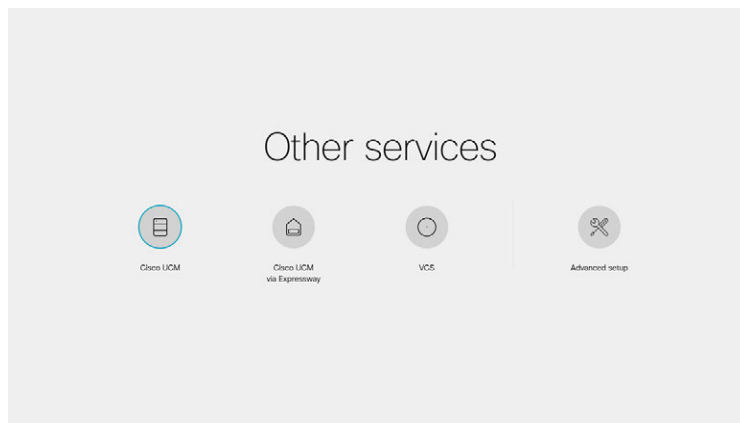 Other services
Cisco UCM
Cisco UCM
via Expressway
VCS
Advanced setup